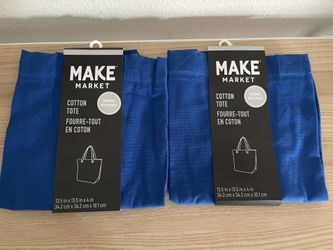 MAKE
MARKET
COTTON
TOTE
FOURRE-TOUT
EN COTON
13.5 in x 13.5 in x 4 in
34.2 cm x 34.2 cm x 10.1 cm
MAKE
MARKET
COTTON
TOTE
FOURRE-TOUT
EN COTON
13.5 in x 13.5 in x 4 in
34.2 cm x 34.2 cm x 10.1 cm